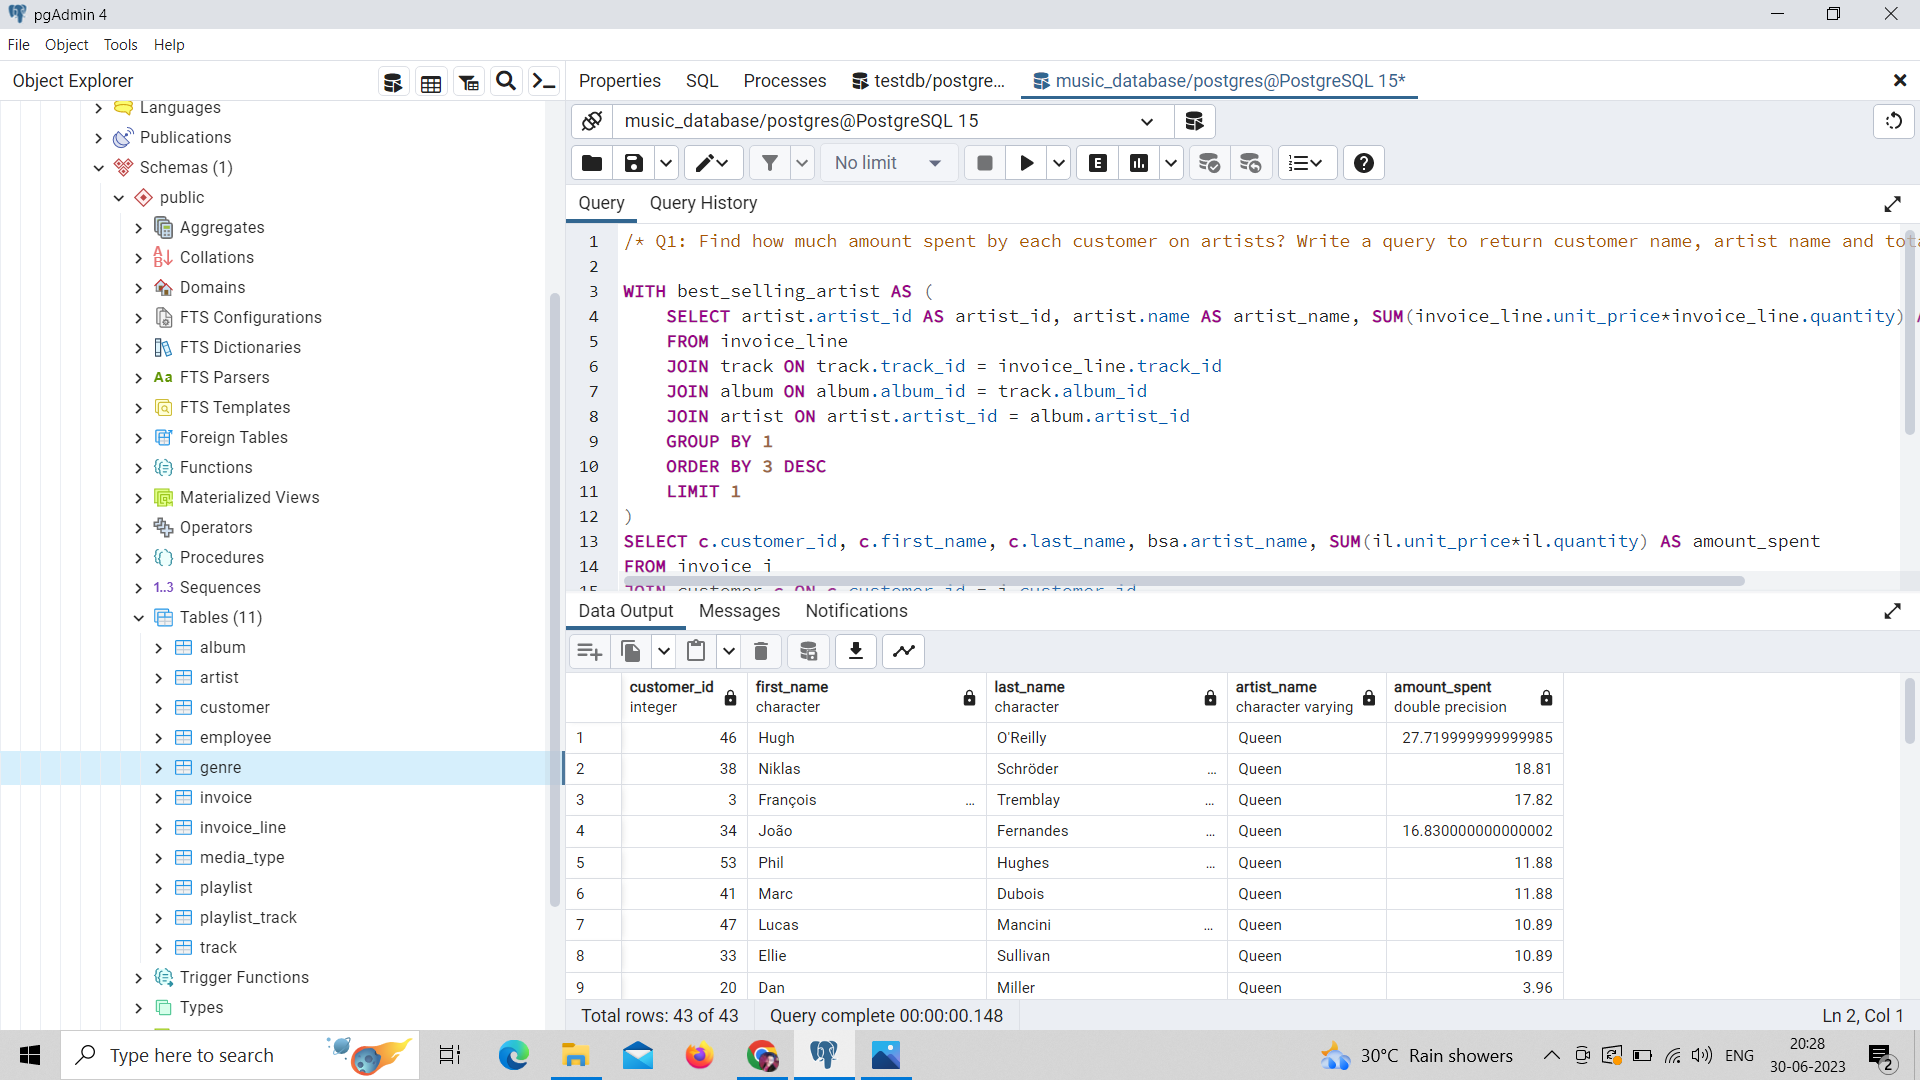 pgAdmin 4
File Object Tools Help
Object Explorer
Properties SQL Processes testdb/postgre... music_database/postgres@PostgreSQL 15*
Languages
Publications
Schemas (1)
public
Aggregates
Collations
Domains
FTS Configurations
FTS Dictionaries
Aa FTS Parsers
FTS Templates
Foreign Tables
Functions
Materialized Views
Operators
Procedures
1..3 Sequences
Tables (11)
album
artist
customer
employee
genre
invoice
invoice_line
media_type
playlist
playlist_track
track
Trigger Functions
Types
music_database/postgres@PostgreSQL 15
No limit
E
Query Query History
1 /* Q1: Find how much amount spent by each customer on artists? Write a query to return customer name, artist name and tota
2
3 WITH best_selling_artist AS (
4 SELECT artist.artist_id AS artist_id, artist.name AS artist_name, SUM(invoice_line.unit_price*invoice_line.quantity)
5 FROM invoice_line
6 JOIN track ON track.track_id = invoice_line.track_id
7 JOIN album ON album.album_id = track.album_id
8 JOIN artist ON artist.artist_id = album.artist_id
9 GROUP BY 1
10 ORDER BY 3 DESC
11 LIMIT 1
12 )
13 SELECT c.customer_id, c.first_name, c.last_name, bsa.artist_name, SUM(il.unit_price*il.quantity) AS amount_spent
14 FROM invoice i
15 JOIN customer c ON c.customer_id = i.customer_id
Data Output Messages Notifications
customer_id first_name last_name artist_name amount_spent
integer character character character varying double precision
1 46 Hugh O'Reilly Queen 27.719999999999985
2 38 Niklas Schröder ... Queen 18.81
3 3 François ... Tremblay ... Queen 17.82
4 34 João Fernandes ... Queen 16.830000000000002
5 53 Phil Hughes ... Queen 11.88
6 41 Marc Dubois Queen 11.88
7 47 Lucas Mancini ... Queen 10.89
8 33 Ellie Sullivan Queen 10.89
9 20 Dan Miller Queen 3.96
Total rows: 43 of 43 Query complete 00:00:00.148 Ln 2, Col 1
Type here to search
30°C Rain showers
ENG
20:28
30-06-2023
2